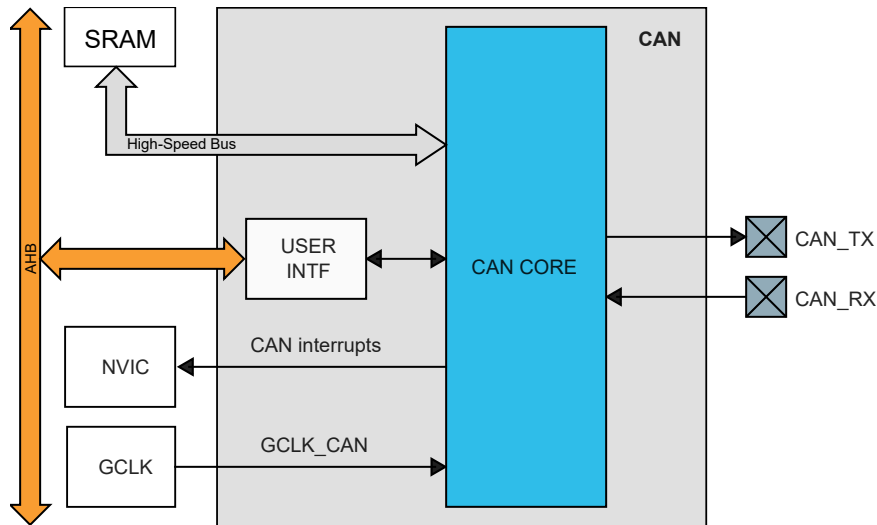 SRAM
CAN
High-Speed Bus
AHB
USER
INTF
CAN CORE
CAN_TX
CAN_RX
CAN interrupts
NVIC
GCLK_CAN
GCLK